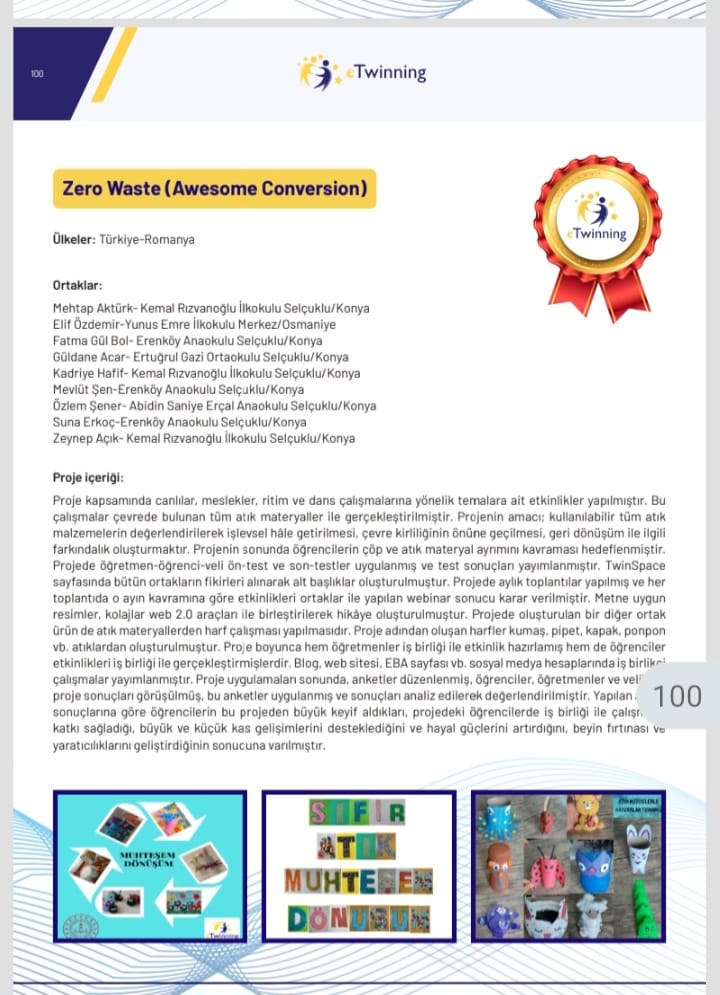 100
eTwinning
Zero Waste (Awesome Conversion)
eTwinning
Ülkeler: Türkiye-Romanya
Ortaklar:
Mehtap Aktürk- Kemal Rızvanoğlu İlkokulu Selçuklu/Konya
Elif Özdemir-Yunus Emre İlkokulu Merkez/Osmaniye
Fatma Gül Bol- Erenköy Anaokulu Selçuklu/Konya
Güldane Acar- Ertuğrul Gazi Ortaokulu Selçuklu/Konya
Kadriye Hafif- Kemal Rızvanoğlu İlkokulu Selçuklu/Konya
Mevlüt Şen-Erenköy Anaokulu Selçuklu/Konya
Özlem Şener- Abidin Saniye Erçal Anaokulu Selçuklu/Konya
Suna Erkoç-Erenköy Anaokulu Selçuklu/Konya
Zeynep Açık- Kemal Rızvanoğlu İlkokulu Selçuklu/Konya
Proje içeriği:
Proje kapsamında canlılar, meslekler, ritim ve dans çalışmalarına yönelik temalara ait etkinlikler yapılmıştır. Bu
çalışmalar çevrede bulunan tüm atık materyaller ile gerçekleştirilmiştir. Projenin amacı; kullanılabilir tüm atık
malzemelerin değerlendirilerek işlevsel hâle getirilmesi, çevre kirliliğinin önüne geçilmesi, geri dönüşüm ile ilgili
farkındalık oluşturmaktır. Projenin sonunda öğrencilerin çöp ve atık materyal ayrımını kavraması hedeflenmiştir.
Projede öğretmen-öğrenci-veli ön-test ve son-testler uygulanmış ve test sonuçları yayımlanmıştır. TwinSpace
sayfasında bütün ortakların fikirleri alınarak alt başlıklar oluşturulmuştur. Projede aylık toplantılar yapılmış ve her
toplantıda o ayın kavramına göre etkinlikleri ortaklar ile yapılan webinar sonucu karar verilmiştir. Metne uygun
resimler, kolajlar web 2.0 araçları ile birleştirilerek hikâye oluşturulmuştur. Projede oluşturulan bir diğer ortak
ürün de atık materyallerden harf çalışması yapılmasıdır. Proje adından oluşan harfler kumaş, pipet, kapak, ponpon
vb. atıklardan oluşturulmuştur. Proje boyunca hem öğretmenler iş birliği ile etkinlik hazırlamış hem de öğrenciler
etkinlikleri iş birliği ile gerçekleştirmişlerdir. Blog, web sitesi, EBA sayfası vb. sosyal medya hesaplarında iş birlikçi
çalışmalar yayımlanmıştır. Proje uygulamaları sonunda, anketler düzenlenmiş, öğrenciler, öğretmenler ve
proje sonuçları görüşülmüş, bu anketler uygulanmış ve sonuçları analiz edilerek değerlendirilmiştir. Yapılan
sonuçlarına göre öğrencilerin bu projeden büyük keyif aldıkları, projedeki öğrencilerde iş birliği ile
katkı sağladığı, büyük ve küçük kas gelişimlerini desteklediğini ve hayal güçlerini artırdığını, beyin fırtınası ve
yaratıcılıklarını geliştirdiğinin sonucuna varılmıştır.
100
MUHTEŞEM
DÖNÜŞÜM
SIFIR
ATIK
MUHTEŞEM
DÖNÜŞÜM